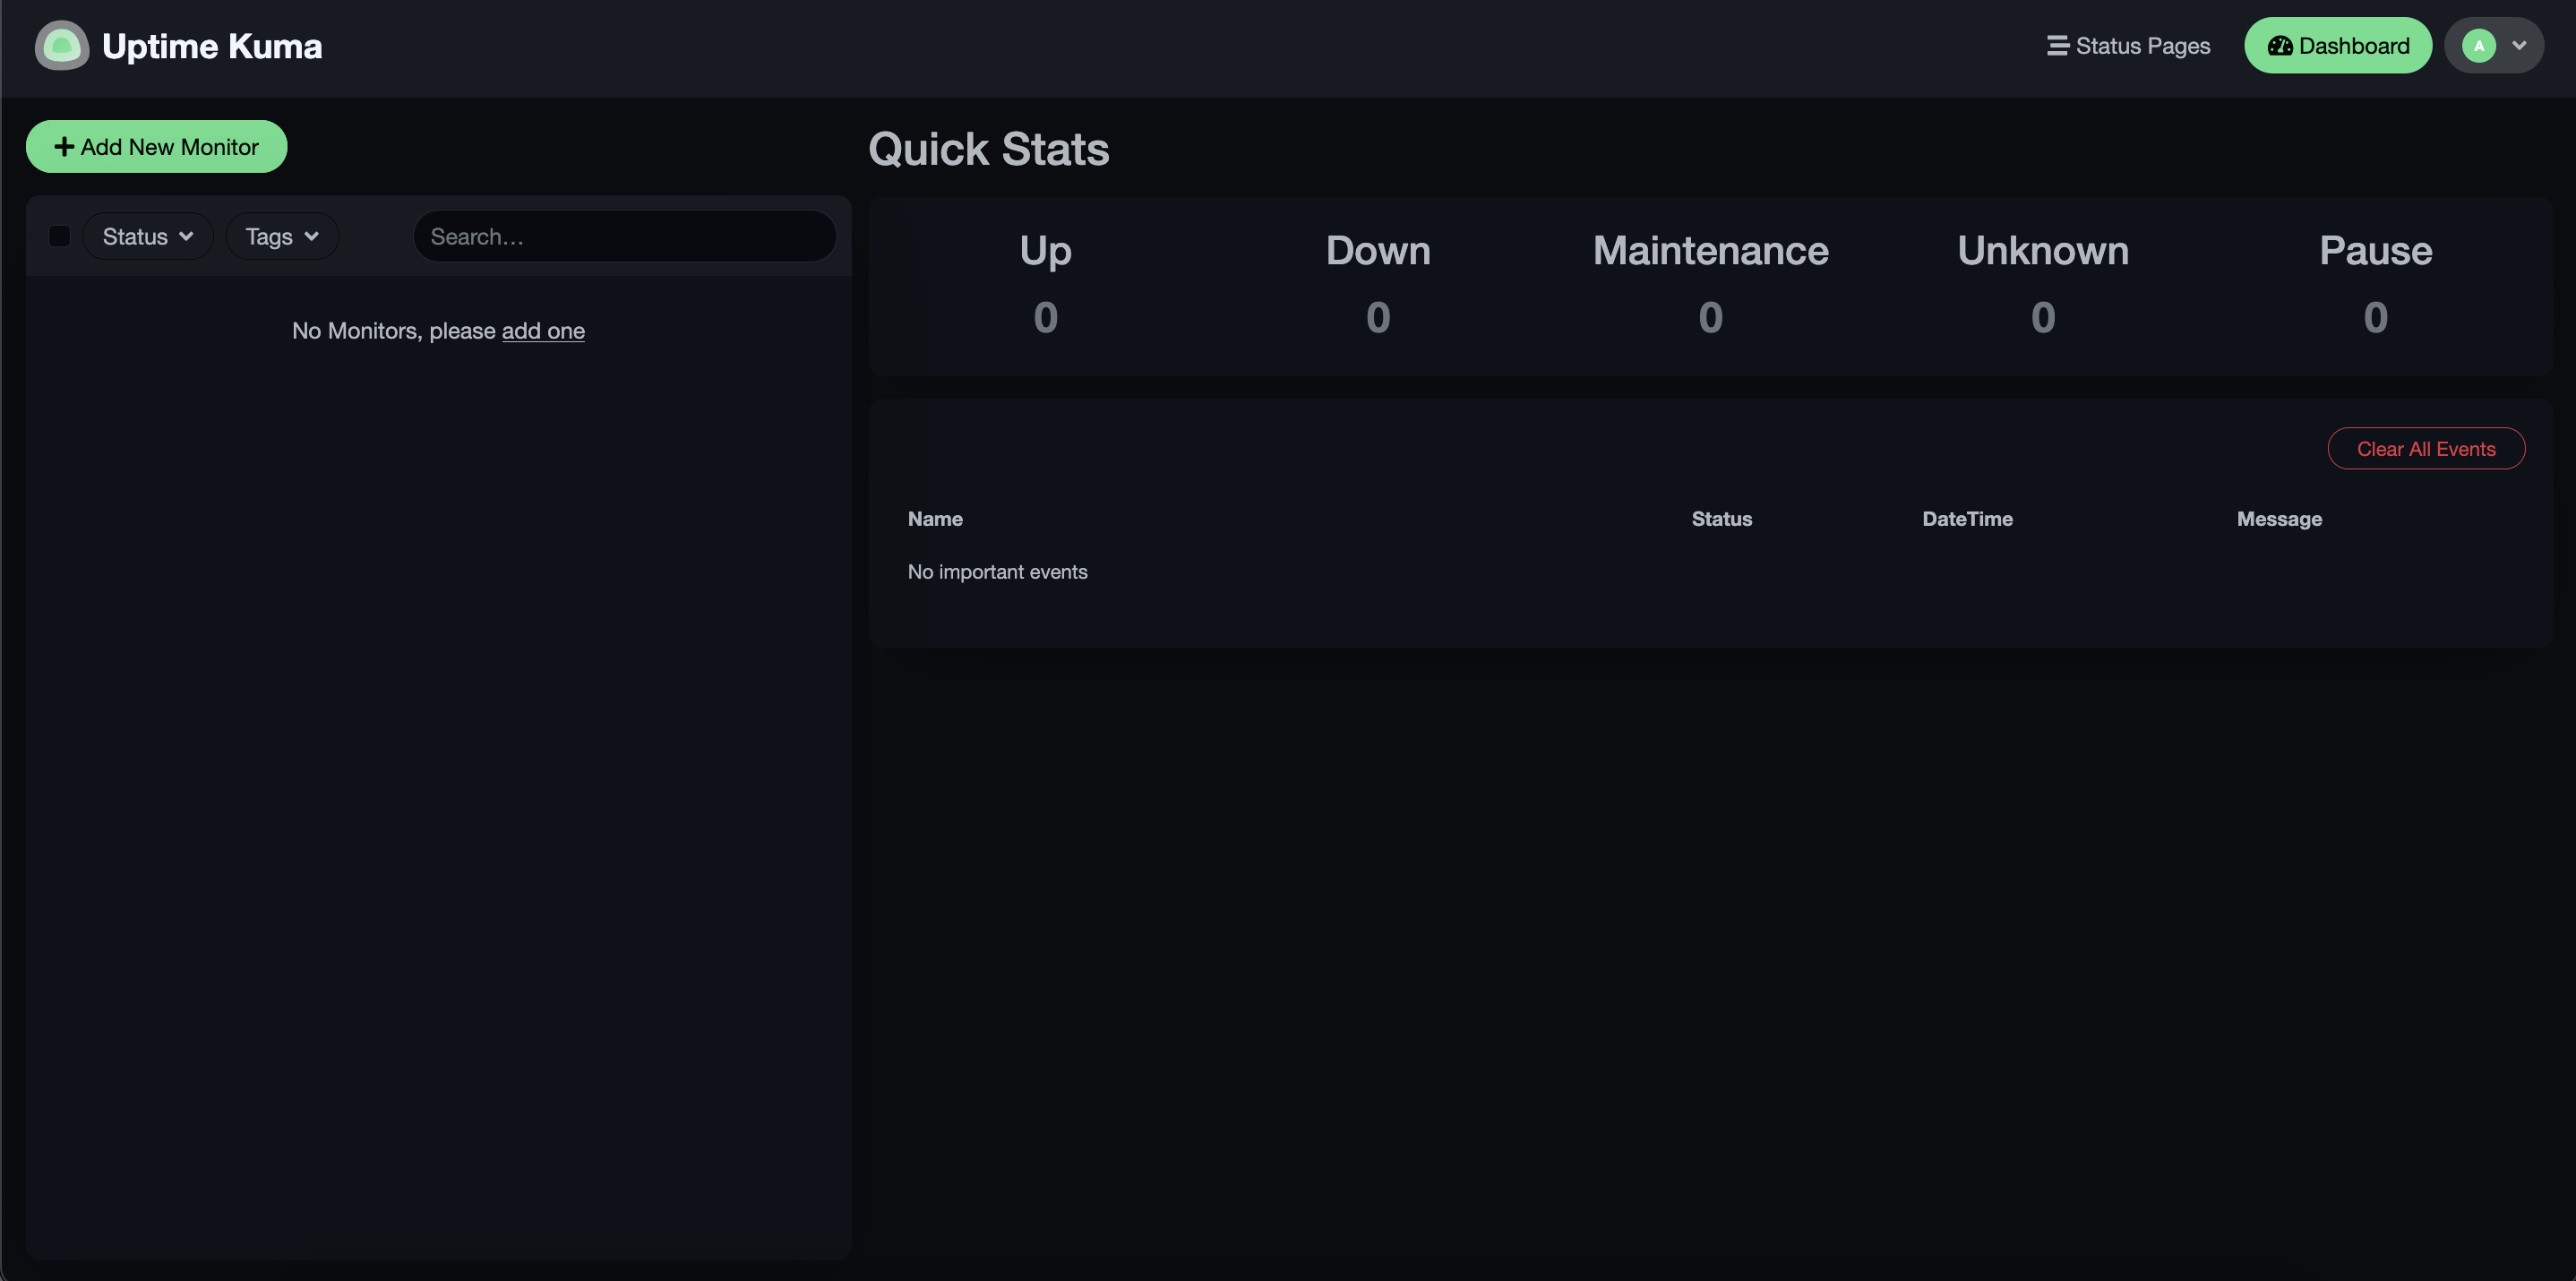 Uptime Kuma
Status Pages
Dashboard
A
Add New Monitor
Status
Tags
Search...
No Monitors, please add one
Quick Stats
Up Down Maintenance Unknown Pause
0 0 0 0 0
Clear All Events
Name Status DateTime Message
No important events